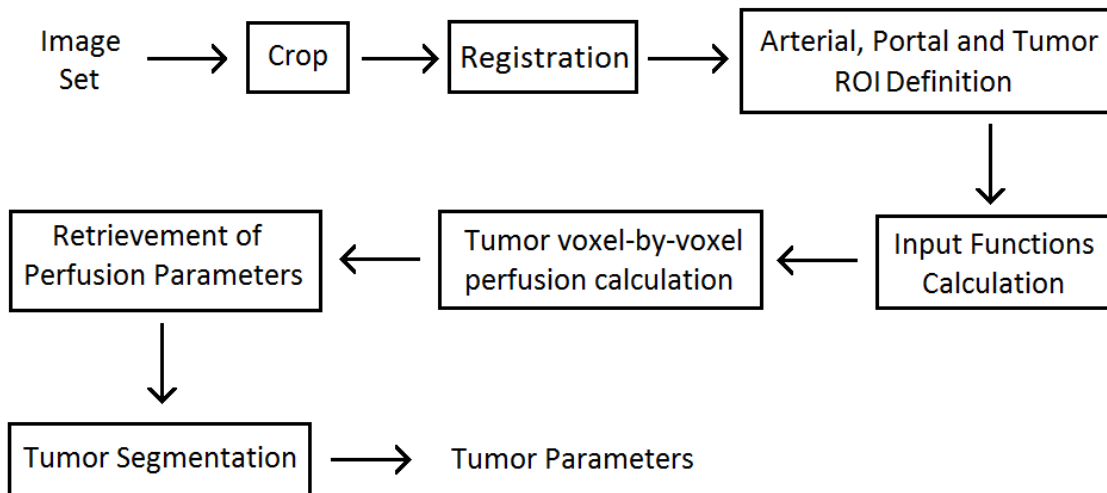 Image
Set
Crop
Registration
Arterial, Portal and Tumor
ROI Definition
Input Functions
Calculation
Tumor voxel-by-voxel
perfusion calculation
Retrievement of
Perfusion Parameters
Tumor Segmentation
Tumor Parameters